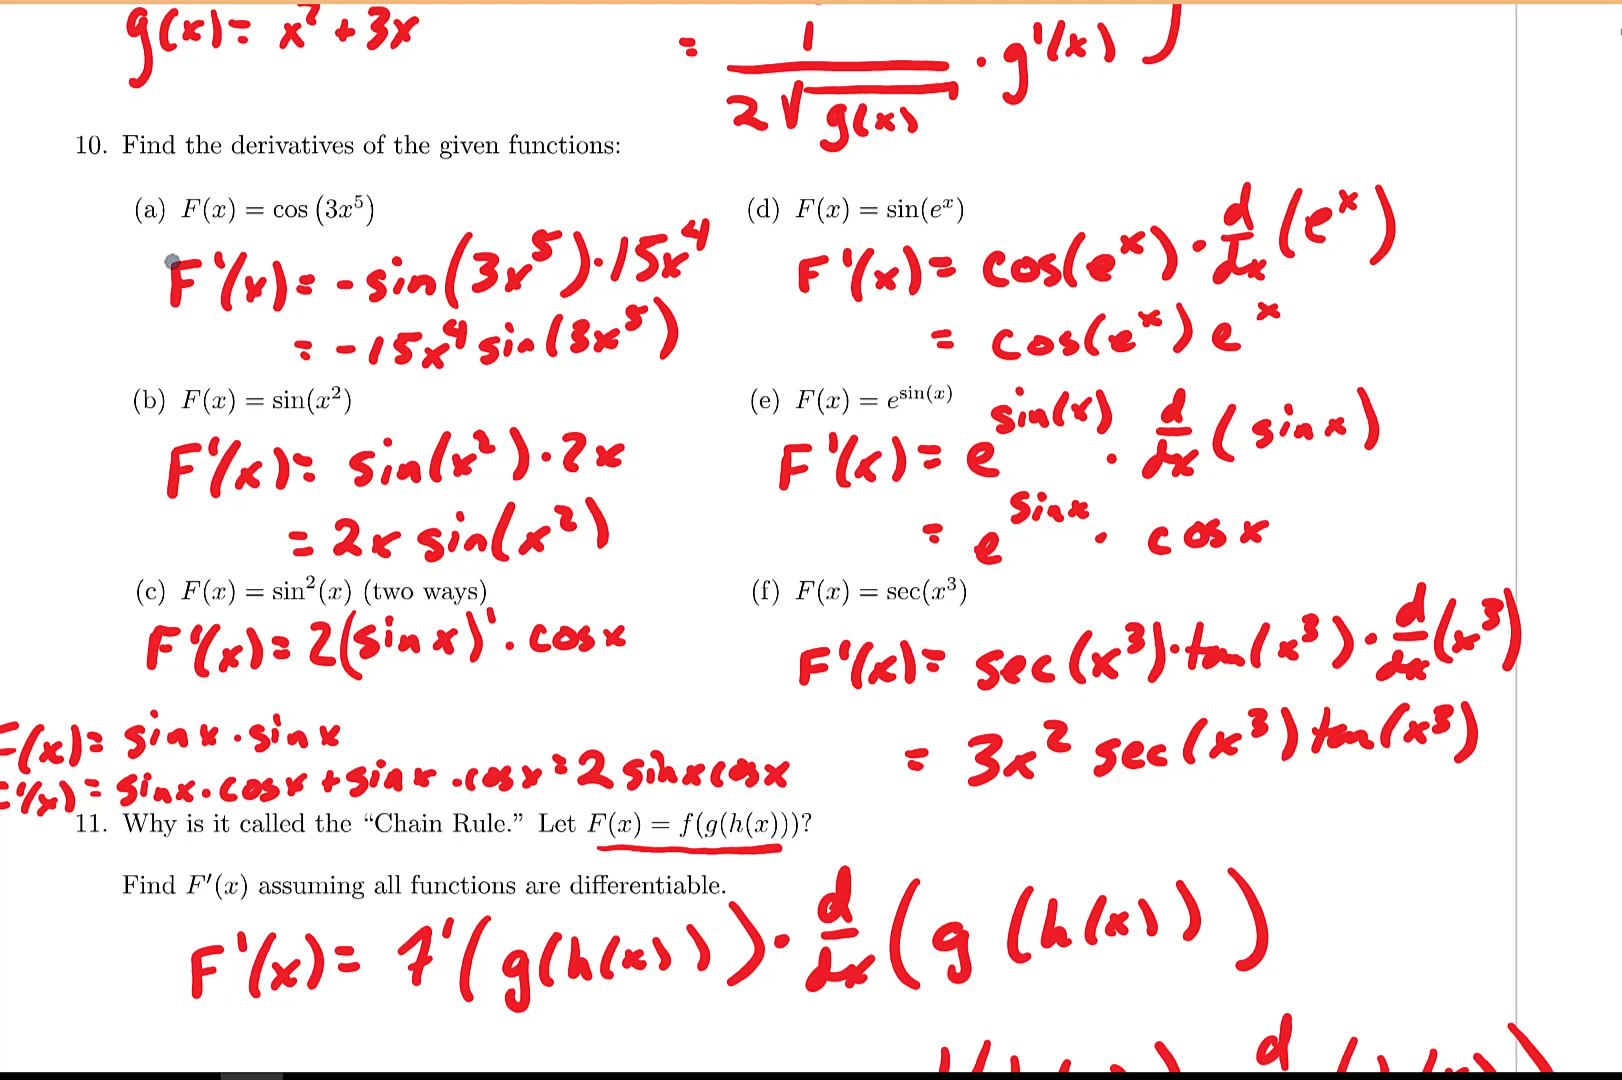 g(x) = x² + 3x
= 1 / 2√g(x) · g'(x) )
10. Find the derivatives of the given functions:
(a) F(x) = cos (3x⁵)
F'(x) = -sin(3x⁵)·15x⁴
= -15x⁴ sin(3x⁵)
(b) F(x) = sin(x²)
F'(x) = sin(x²)·2x
= 2x sin(x²)
(c) F(x) = sin²(x) (two ways)
F'(x) = 2(sin x)' · cos x
F(x) = sin x · sin x
F'(x) = sin x · cos x + sin x · cos x = 2 sin x cos x
(d) F(x) = sin(eˣ)
F'(x) = cos(eˣ) · d/dx (eˣ)
= cos(eˣ) eˣ
(e) F(x) = e^sin(x)
F'(x) = e^sin(x) · d/dx (sin x)
= e^sin x · cos x
(f) F(x) = sec(x³)
F'(x) = sec(x³)·tan(x³)· d/dx (x³)
= 3x² sec(x³) tan(x³)
11. Why is it called the “Chain Rule.” Let F(x) = f(g(h(x)))?
Find F′(x) assuming all functions are differentiable.
F'(x) = f'(g(h(x)))· d/dx (g(h(x)))
d